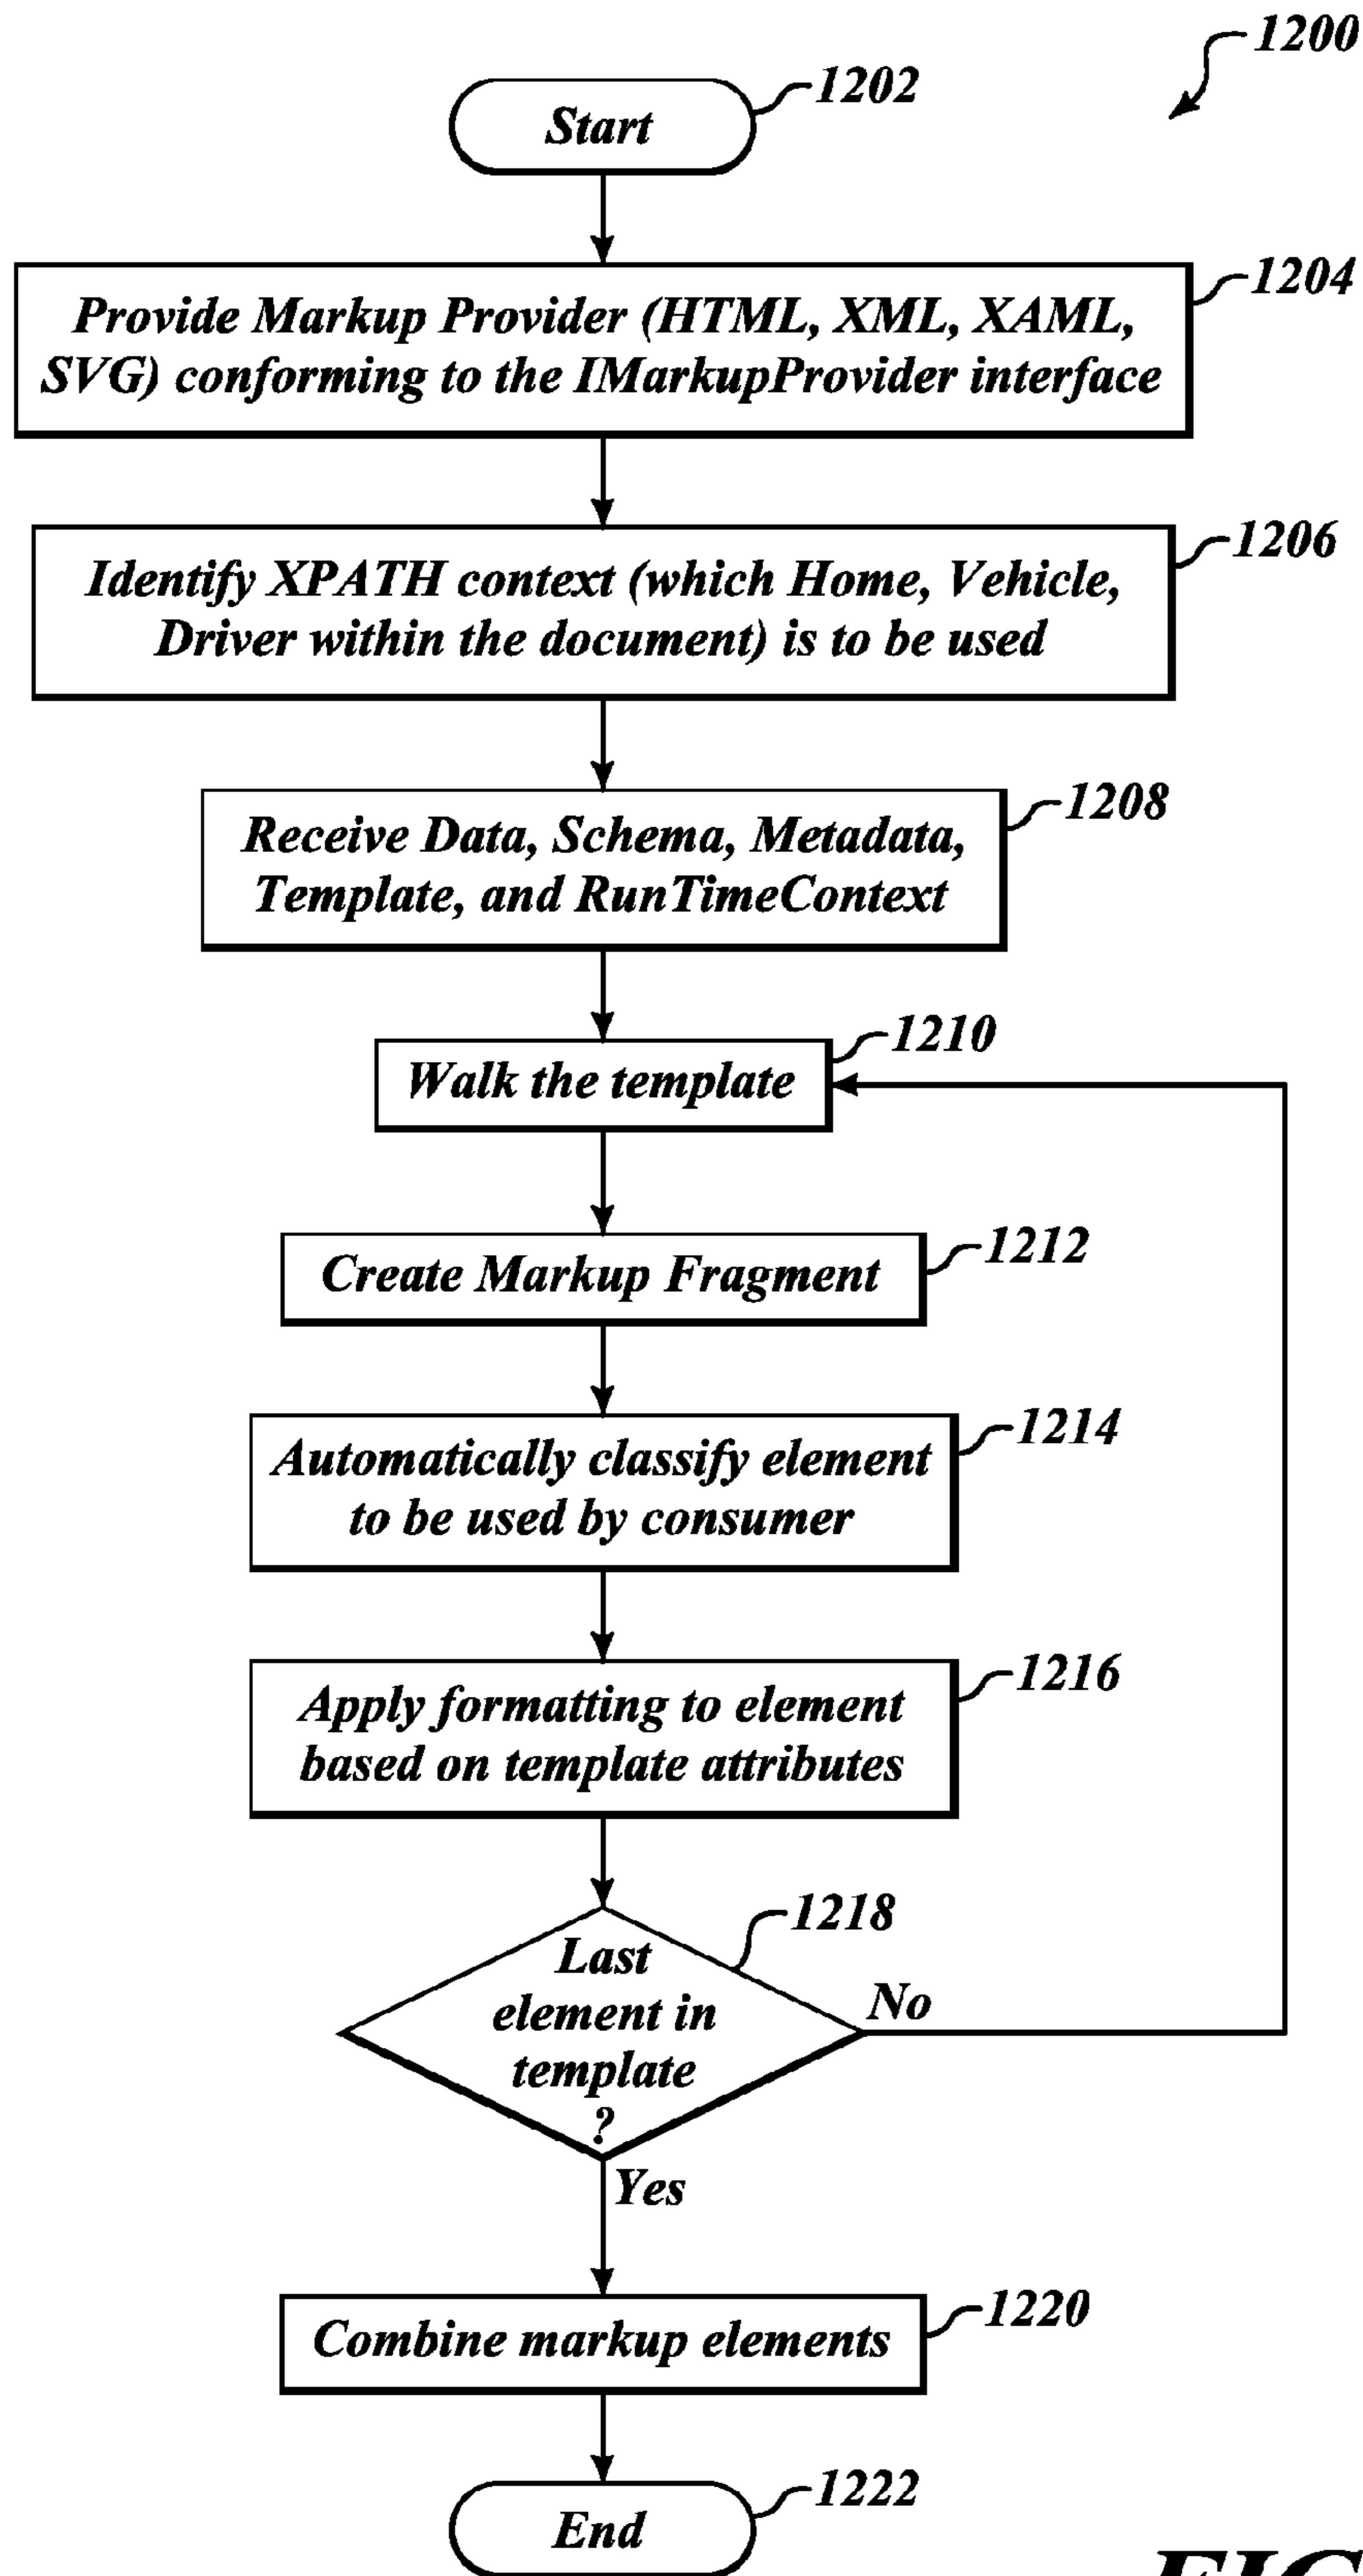 1200
1202
Start
1204
Provide Markup Provider (HTML, XML, XAML,
SVG) conforming to the IMarkupProvider interface
1206
Identify XPATH context (which Home, Vehicle,
Driver within the document) is to be used
1208
Receive Data, Schema, Metadata,
Template, and RunTimeContext
1210
Walk the template
1212
Create Markup Fragment
1214
Automatically classify element
to be used by consumer
1216
Apply formatting to element
based on template attributes
1218
Last
element in
template
?
No
Yes
1220
Combine markup elements
1222
End